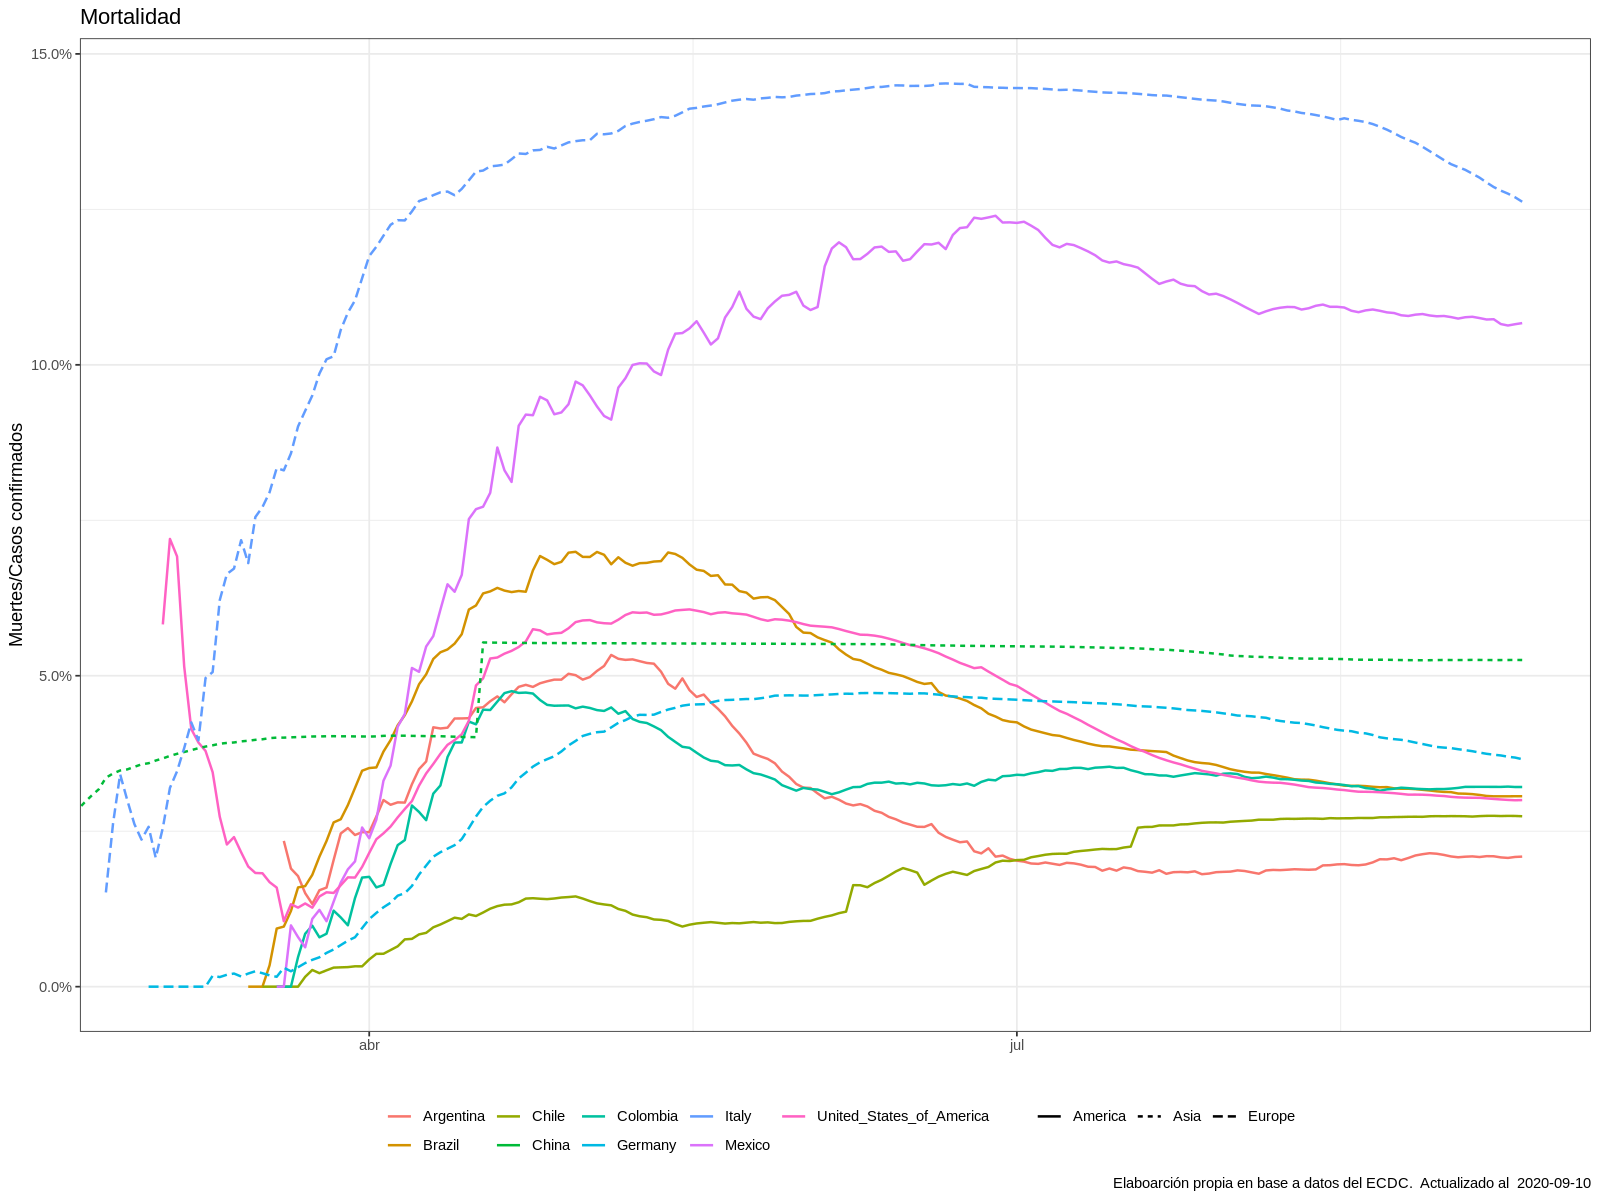 Mortalidad
15.0%
10.0%
5.0%
0.0%
Muertes/Casos confirmados
abr jul
Argentina Chile Colombia Italy United_States_of_America America Asia Europe
Brazil China Germany Mexico
Elaboarción propia en base a datos del ECDC.  Actualizado al  2020-09-10